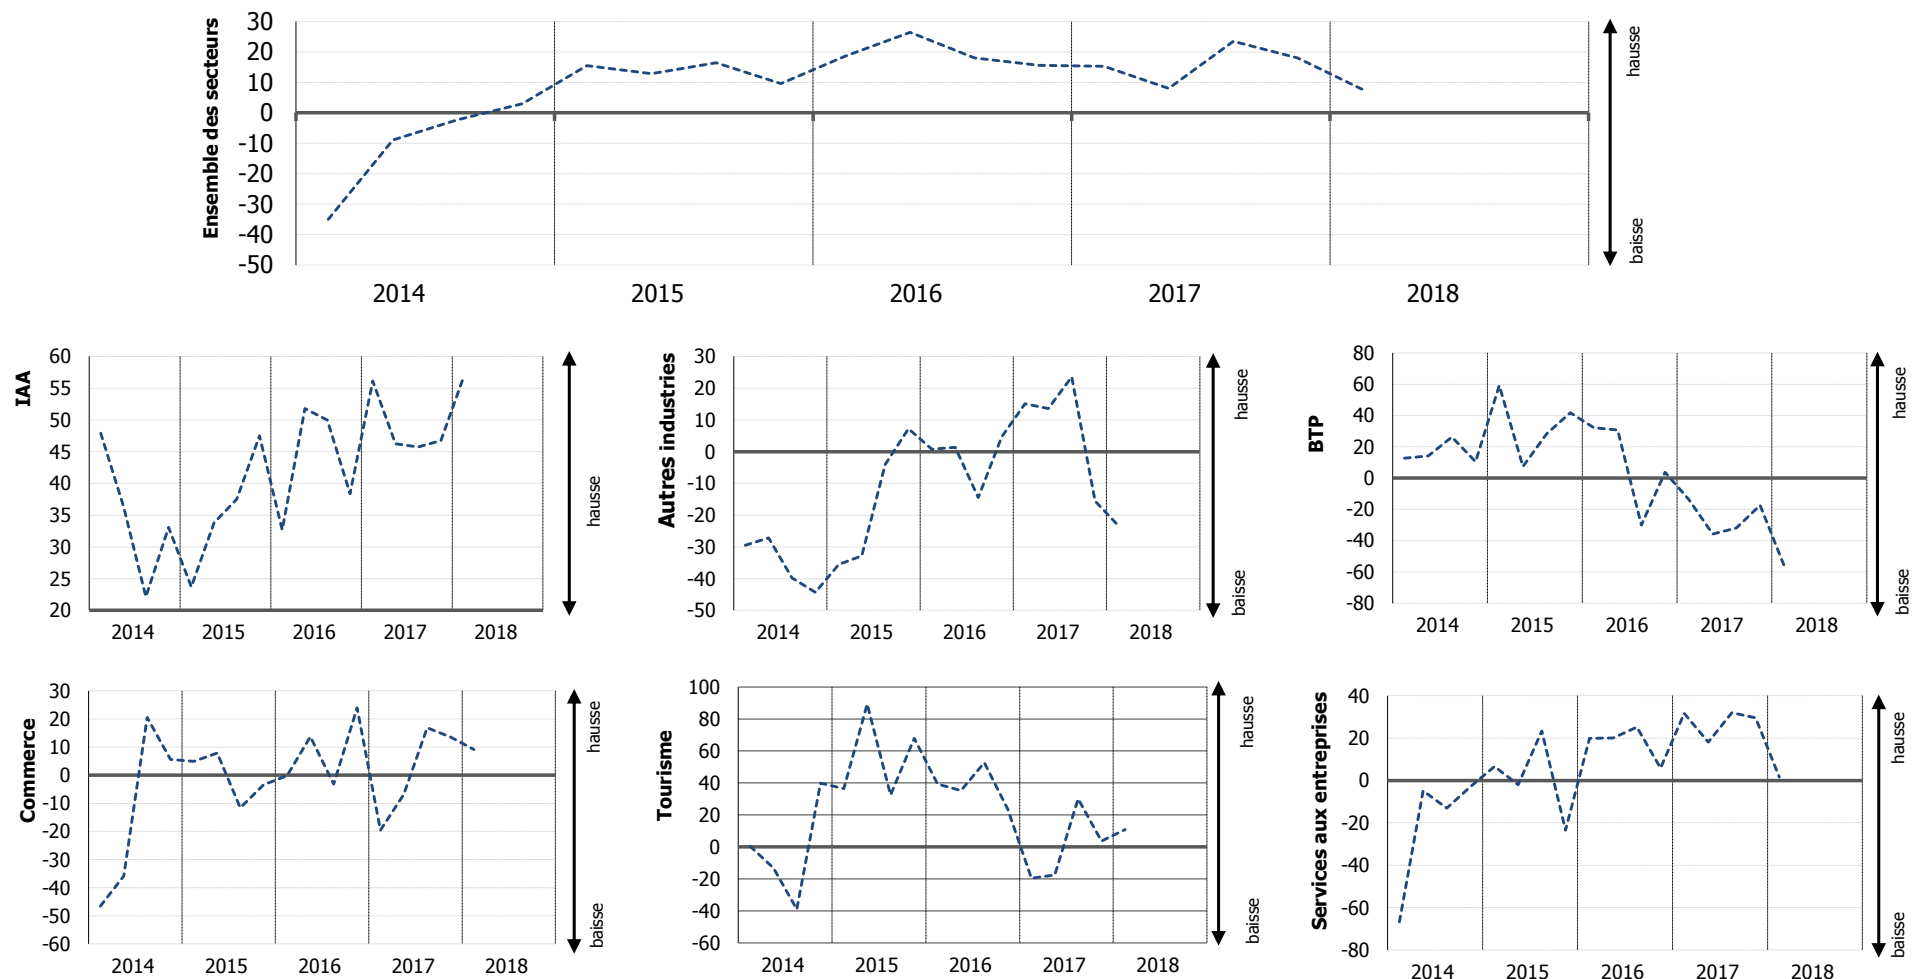 Ensemble des secteurs
30
20
10
0
-10
-20
-30
-40
-50
2014 2015 2016 2017 2018
hausse
baisse
IAA
60
55
50
45
40
35
30
25
20
2014 2015 2016 2017 2018
hausse
Autres industries
30
20
10
0
-10
-20
-30
-40
-50
2014 2015 2016 2017 2018
hausse
baisse
BTP
80
60
40
20
0
-20
-40
-60
-80
2014 2015 2016 2017 2018
hausse
baisse
Commerce
30
20
10
0
-10
-20
-30
-40
-50
-60
2014 2015 2016 2017 2018
hausse
baisse
Tourisme
100
80
60
40
20
0
-20
-40
-60
2014 2015 2016 2017 2018
hausse
baisse
Services aux entreprises
40
20
0
-20
-40
-60
-80
2014 2015 2016 2017 2018
hausse
baisse